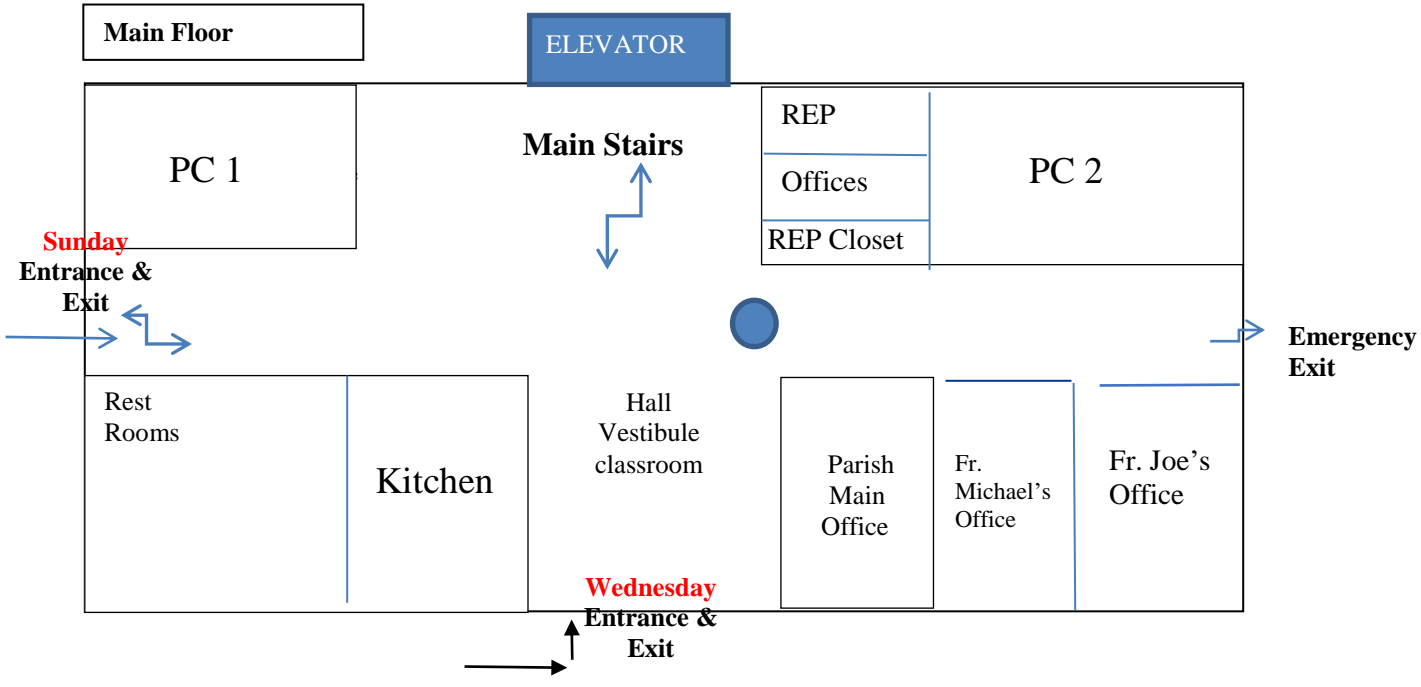 Main Floor
ELEVATOR
REP
Main Stairs
PC 1
Offices
PC 2
REP Closet
Sunday
Entrance &
Exit
Emergency
Exit
Rest
Rooms
Hall
Vestibule
classroom
Kitchen
Parish
Main
Office
Fr.
Michael's
Office
Fr. Joe's
Office
Wednesday
Entrance &
Exit